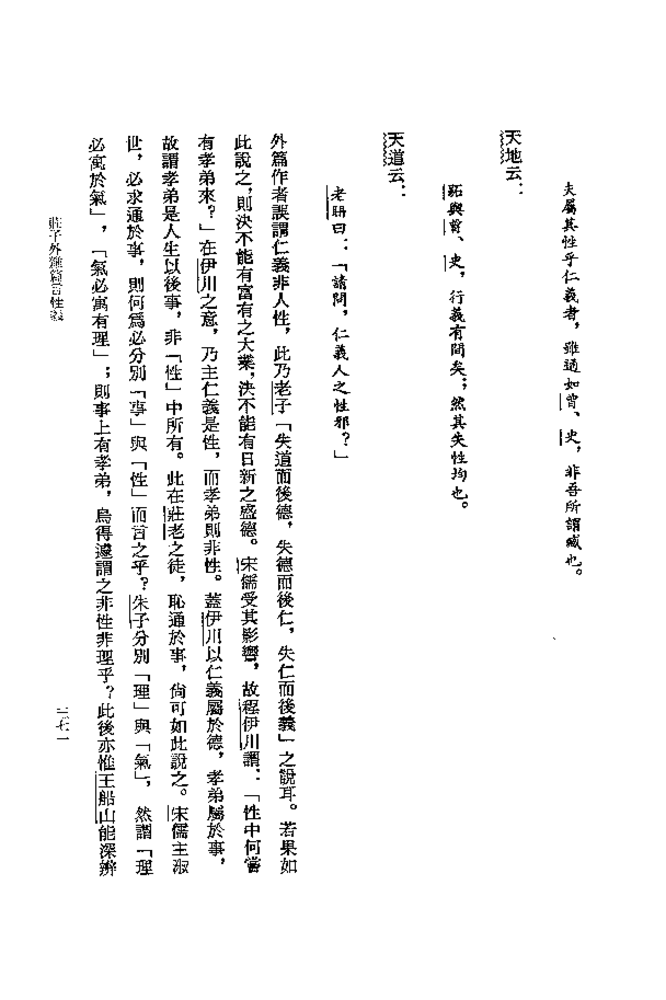 夫屬其性乎仁義者，雖通如曾、史，非吾所謂臧也。
天地云：
跖與曾、史，行義有間矣；然其失性均也。
天道云：
老聃曰：「請問，仁義人之性邪？」
外篇作者誤謂仁義非人性，此乃老子「失道而後德，失德而後仁，失仁而後義」之說耳。若果如
此說之，則決不能有富有之大業，決不能有日新之盛德。宋儒受其影響，故程伊川謂：「性中何嘗
有孝弟來？」在伊川之意，乃主仁義是性，而孝弟則非性。蓋伊川以仁義屬於德，孝弟屬於事，
故謂孝弟是人生以後事，非「性」中所有。此在莊老之徒，恥通於事，尚可如此說之。宋儒主淑
世，必求通於事，則何為必分別「事」與「性」而言之乎？朱子分別「理」與「氣」，然謂「理
必寓於氣」，「氣必寓有理」；則事上有孝弟，烏得遽謂之非性非理乎？此後亦惟王船山能深辨
莊子外雜篇言性義
三七一